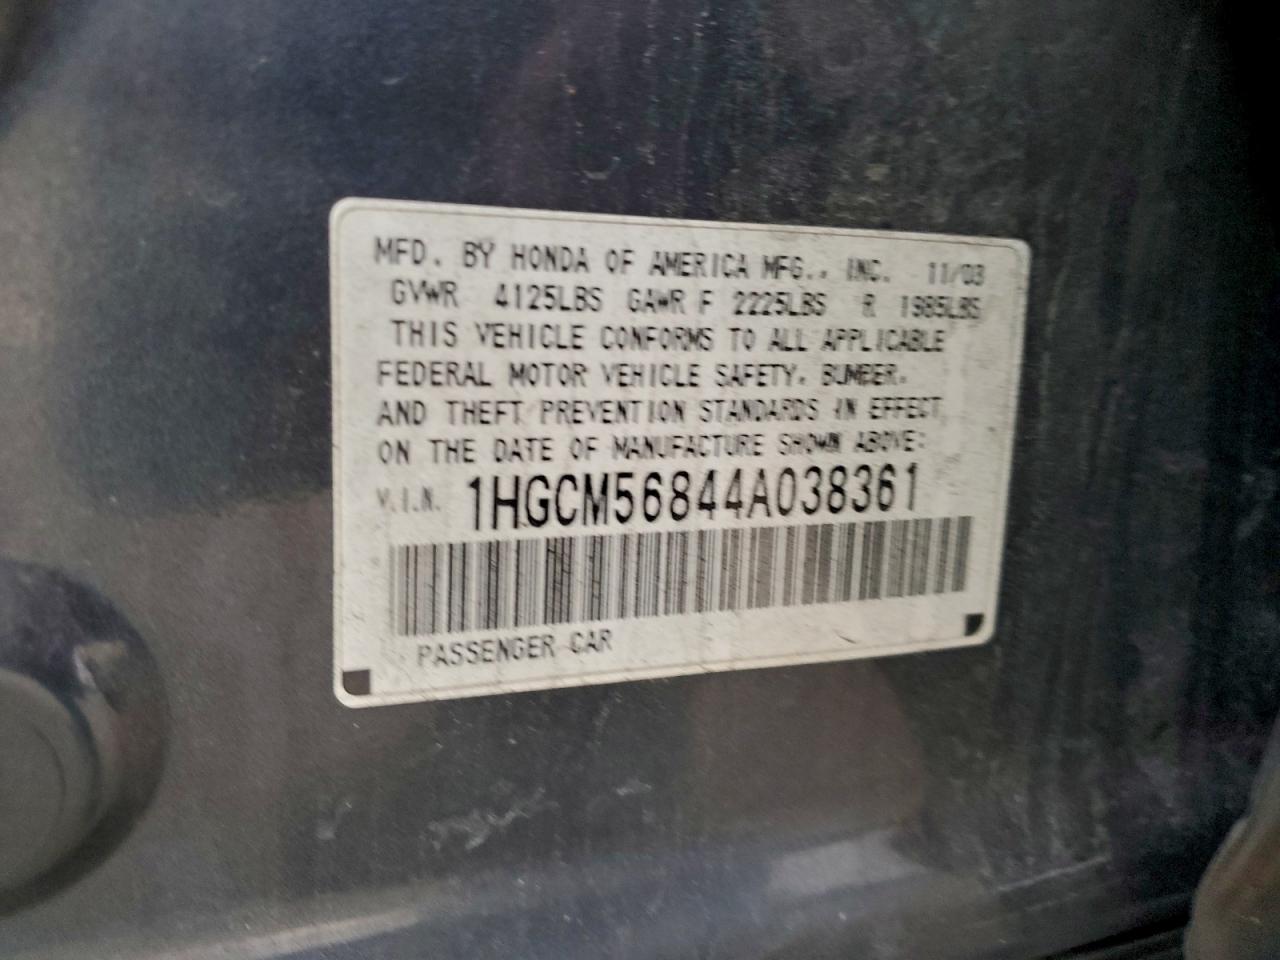 MFD. BY HONDA OF AMERICA MFG., INC. 11/03
GVWR 4125LBS GAWR F 2225LBS R 1985LBS
THIS VEHICLE CONFORMS TO ALL APPLICABLE
FEDERAL MOTOR VEHICLE SAFETY, BUMPER,
AND THEFT PREVENTION STANDARDS IN EFFECT
ON THE DATE OF MANUFACTURE SHOWN ABOVE:
V.I.N. 1HGCM56844A038361
PASSENGER CAR